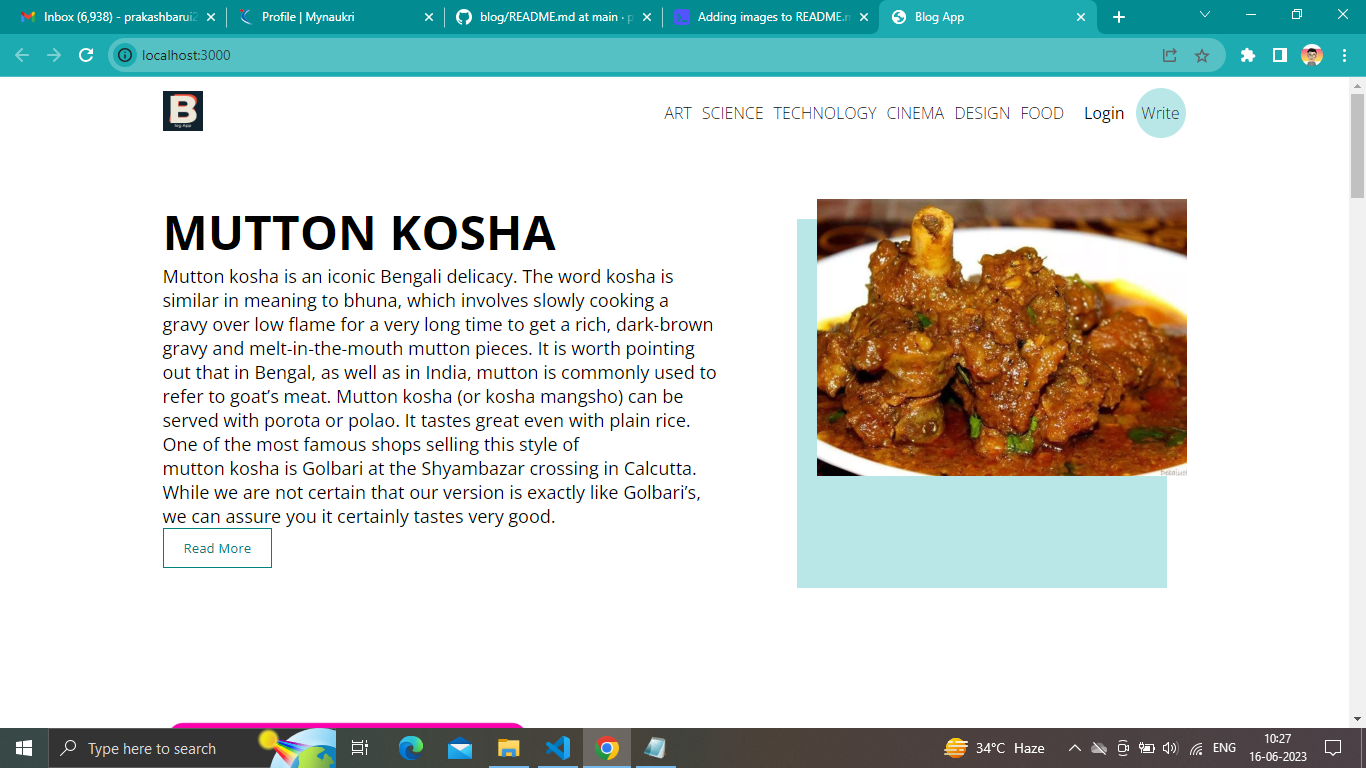 Inbox (6,938) - prakashbarui2
Profile | Mynaukri
blog/README.md at main · p
Adding images to README.m
Blog App
localhost:3000
B
ART SCIENCE TECHNOLOGY CINEMA DESIGN FOOD Login Write
MUTTON KOSHA
Mutton kosha is an iconic Bengali delicacy. The word kosha is
similar in meaning to bhuna, which involves slowly cooking a
gravy over low flame for a very long time to get a rich, dark-brown
gravy and melt-in-the-mouth mutton pieces. It is worth pointing
out that in Bengal, as well as in India, mutton is commonly used to
refer to goat’s meat. Mutton kosha (or kosha mangsho) can be
served with porota or polao. It tastes great even with plain rice.
One of the most famous shops selling this style of
mutton kosha is Golbari at the Shyambazar crossing in Calcutta.
While we are not certain that our version is exactly like Golbari’s,
we can assure you it certainly tastes very good.
Read More
Type here to search
34°C Haze
ENG
10:27
16-06-2023